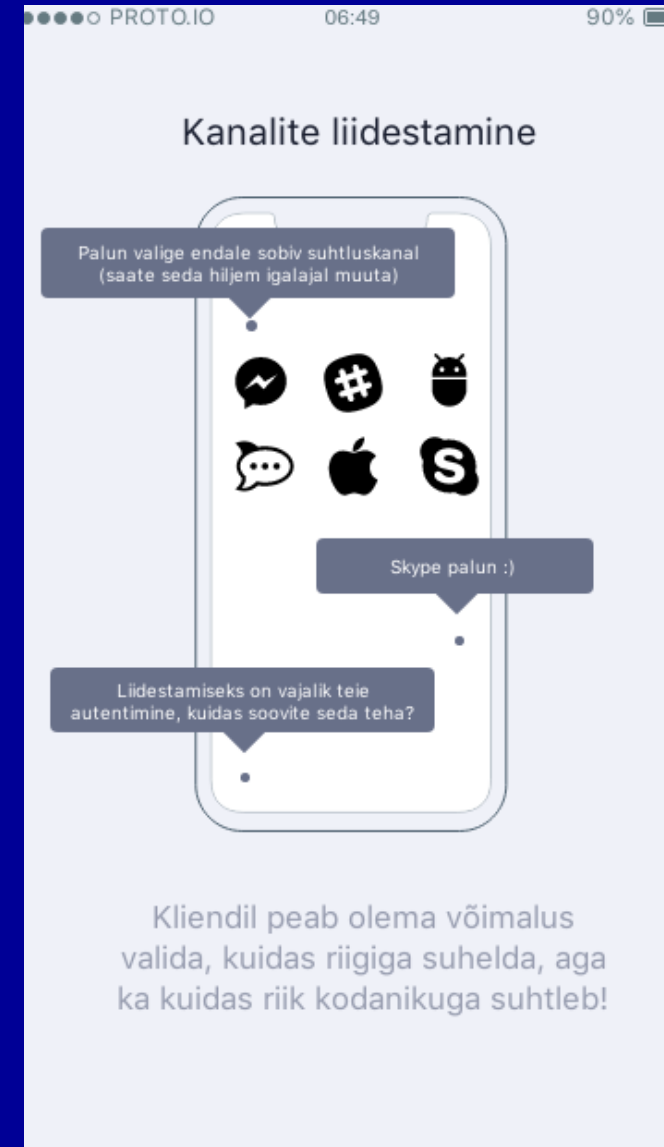 PROTO.IO 06:49 90%
Kanalite liidestamine
Palun valige endale sobiv suhtluskanal
(saate seda hiljem igalajal muuta)
Skype palun :)
Liidestamiseks on vajalik teie
autentimine, kuidas soovite seda teha?
Kliendil peab olema võimalus
valida, kuidas riigiga suhelda, aga
ka kuidas riik kodanikuga suhtleb!